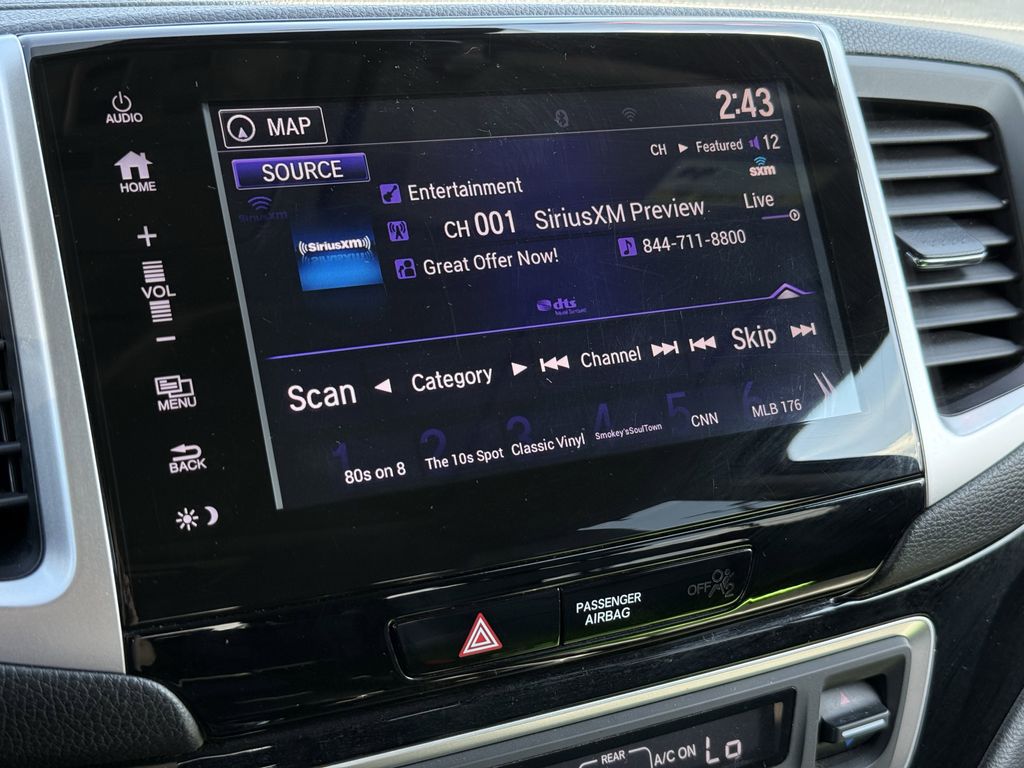 AUDIO
HOME
+
VOL
−
MENU
BACK
MAP
2:43
SOURCE
CH ▶ Featured 12
sxm
SiriusXM
Entertainment
CH 001 SiriusXM Preview
Live
((SiriusXM))
Great Offer Now!
844-711-8800
dts
Scan ◀ Category ▶ Channel Skip
1 2 3 4 5 6
80s on 8
The 10s Spot
Classic Vinyl
Smokey'sSoulTown
CNN
MLB 176
PASSENGER
AIRBAG
OFF 2
REAR
A/C ON
Lo